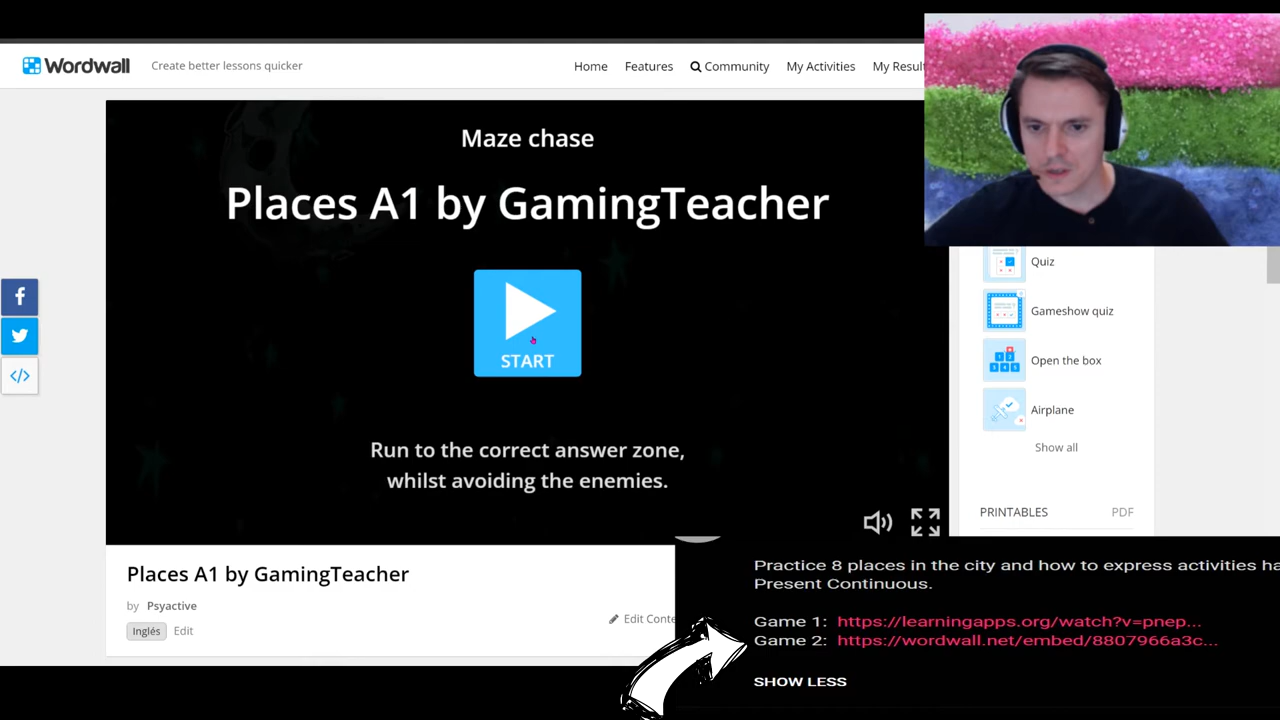 Wordwall
Create better lessons quicker
Home Features Community My Activities My Resul
Maze chase
Places A1 by GamingTeacher
START
Run to the correct answer zone,
whilst avoiding the enemies.
Quiz
Gameshow quiz
Open the box
Airplane
Show all
PRINTABLES PDF
Places A1 by GamingTeacher
by Psyactive
Edit Conte
Inglés Edit
Practice 8 places in the city and how to express activities ha
Present Continuous.
Game 1: https://learningapps.org/watch?v=pnep...
Game 2: https://wordwall.net/embed/8807966a3c...
SHOW LESS